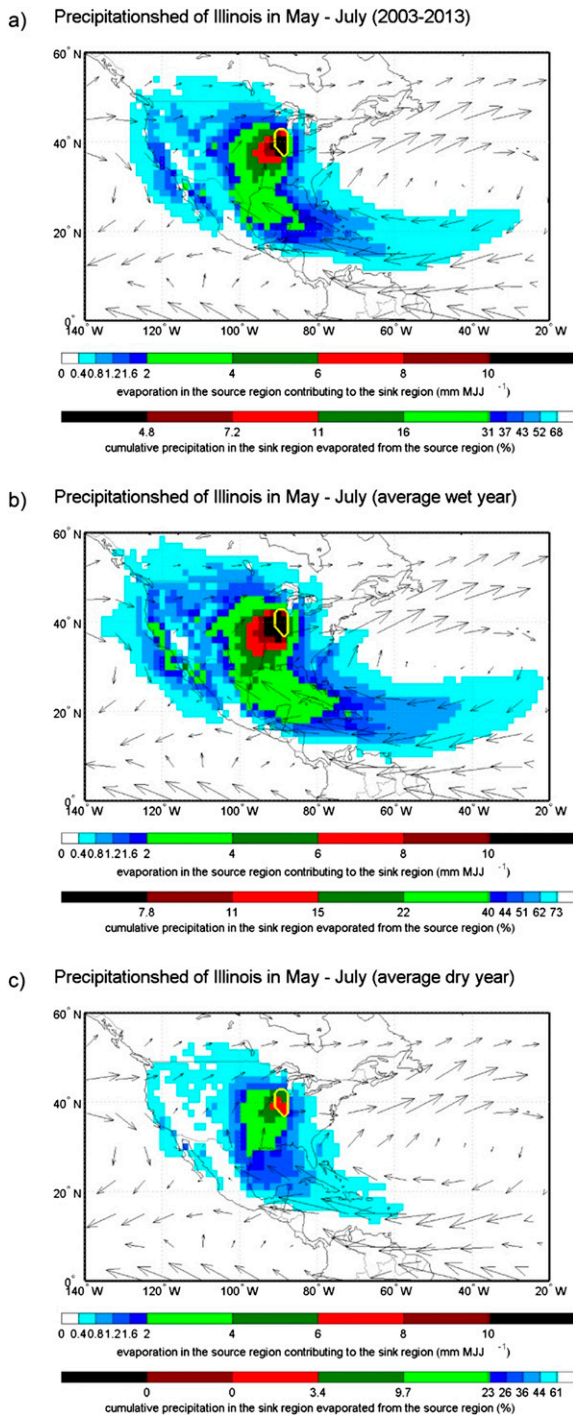 a) Precipitationshed of Illinois in May - July (2003-2013)
60° N
40° N
20° N
0°
140° W 120° W 100° W 80° W 60° W 40° W 20° W
0 0.4 0.8 1.2 1.6 2 4 6 8 10
evaporation in the source region contributing to the sink region (mm MJJ⁻¹)
4.8 7.2 11 16 31 37 43 52 68
cumulative precipitation in the sink region evaporated from the source region (%)
b) Precipitationshed of Illinois in May - July (average wet year)
60° N
40° N
20° N
0°
140° W 120° W 100° W 80° W 60° W 40° W 20° W
0 0.4 0.8 1.2 1.6 2 4 6 8 10
evaporation in the source region contributing to the sink region (mm MJJ⁻¹)
7.8 11 15 22 40 44 51 62 73
cumulative precipitation in the sink region evaporated from the source region (%)
c) Precipitationshed of Illinois in May - July (average dry year)
60° N
40° N
20° N
0°
140° W 120° W 100° W 80° W 60° W 40° W 20° W
0 0.4 0.8 1.2 1.6 2 4 6 8 10
evaporation in the source region contributing to the sink region (mm MJJ⁻¹)
0 0 3.4 9.7 23 26 36 44 61
cumulative precipitation in the sink region evaporated from the source region (%)